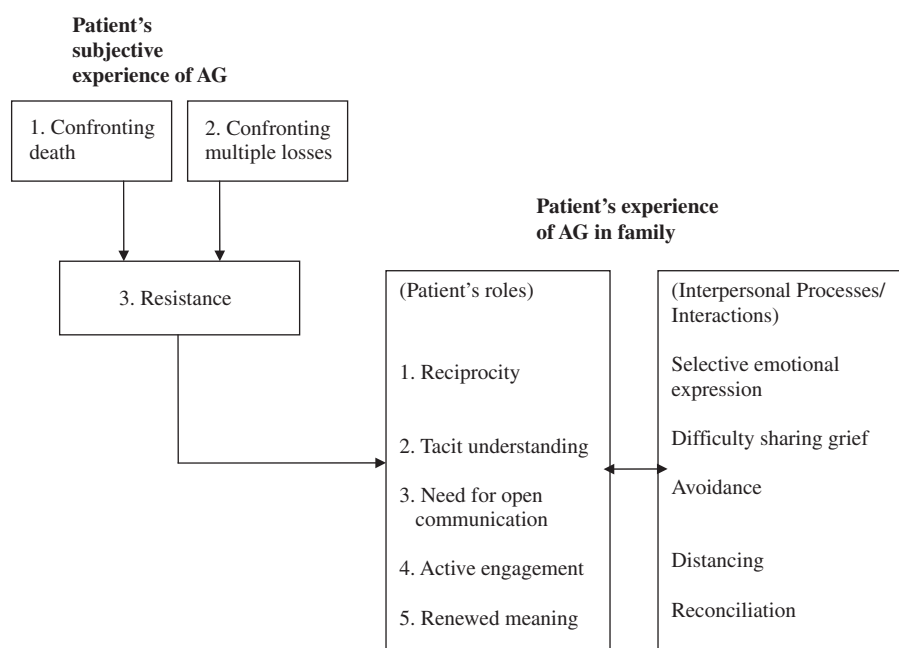 Patient's
subjective
experience of AG
1. Confronting
death
2. Confronting
multiple losses
3. Resistance
Patient's experience
of AG in family
(Patient's roles)
1. Reciprocity
2. Tacit understanding
3. Need for open
communication
4. Active engagement
5. Renewed meaning
(Interpersonal Processes/
Interactions)
Selective emotional
expression
Difficulty sharing grief
Avoidance
Distancing
Reconciliation